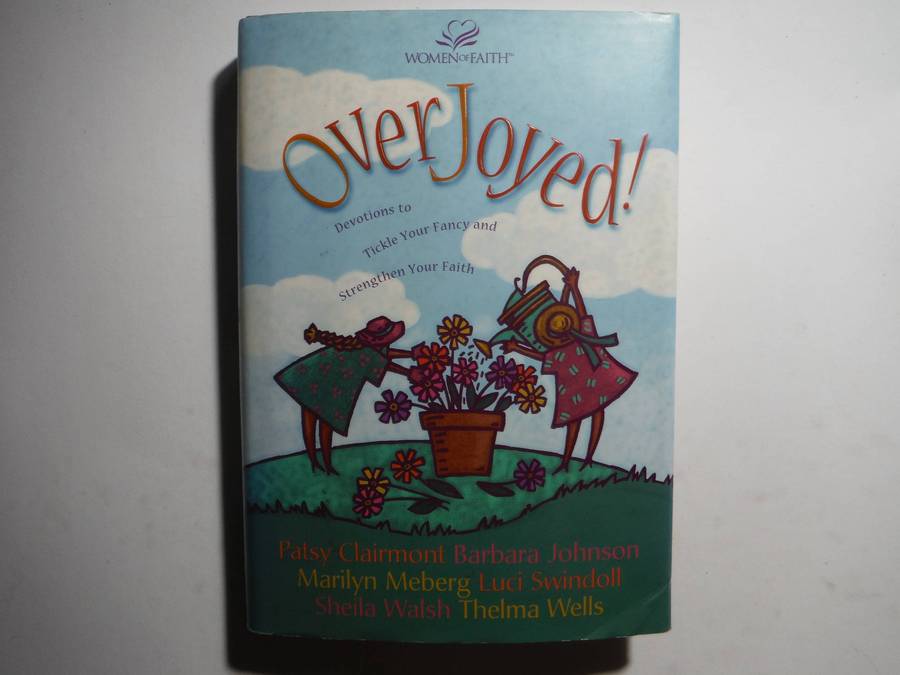 WOMEN OF FAITH™
OverJoyed!
Devotions to
Tickle Your Fancy and
Strengthen Your Faith
Patsy Clairmont Barbara Johnson
Marilyn Meberg Luci Swindoll
Sheila Walsh Thelma Wells